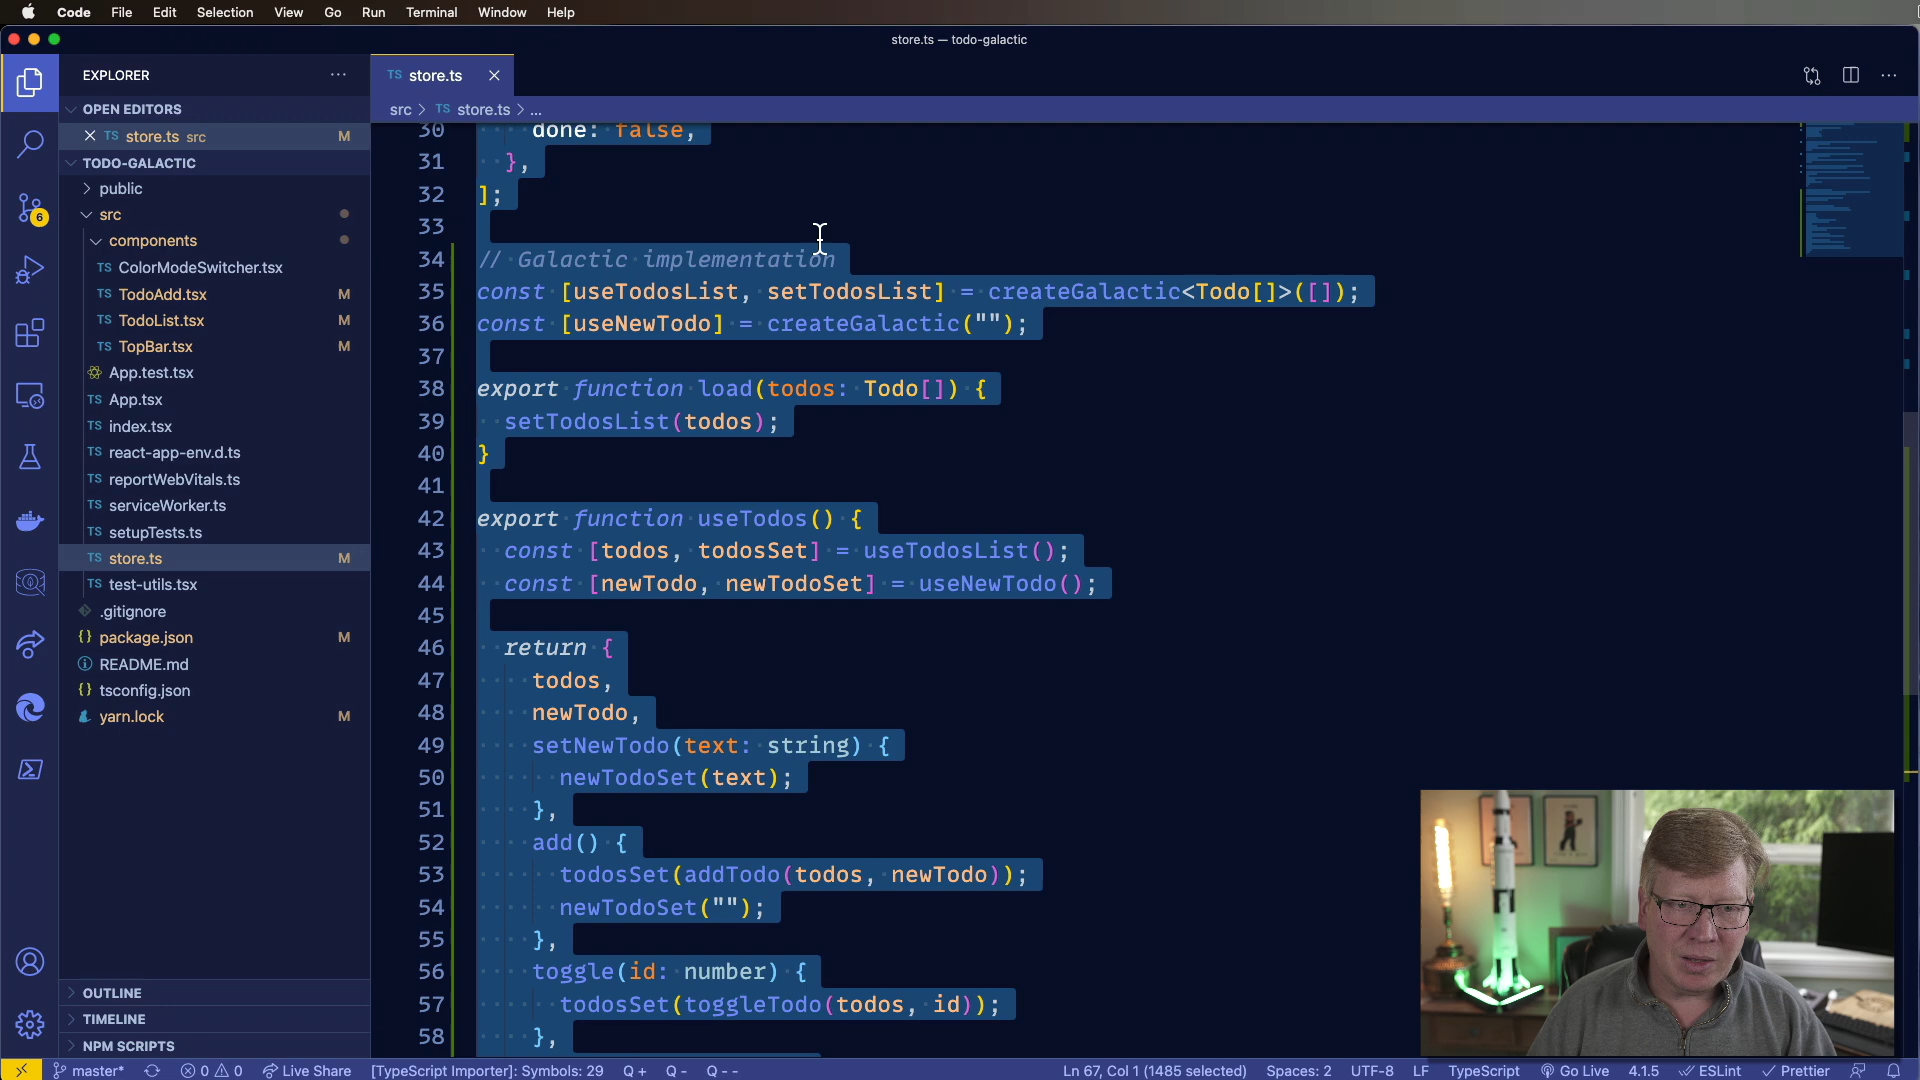 Code File Edit Selection View Go Run Terminal Window Help
store.ts — todo-galactic
EXPLORER
OPEN EDITORS
TS store.ts src M
TODO-GALACTIC
public
src
components
TS ColorModeSwitcher.tsx
TS TodoAdd.tsx M
TS TodoList.tsx M
TS TopBar.tsx M
App.test.tsx
TS App.tsx
TS index.tsx
TS react-app-env.d.ts
TS reportWebVitals.ts
TS serviceWorker.ts
TS setupTests.ts
TS store.ts M
TS test-utils.tsx
.gitignore
{} package.json M
README.md
{} tsconfig.json
yarn.lock M
OUTLINE
TIMELINE
NPM SCRIPTS
6
TS store.ts
src > TS store.ts > ...
30 done: false,
31 },
32 ];
33
34 // Galactic implementation
35 const [useTodosList, setTodosList] = createGalactic<Todo[]>([]);
36 const [useNewTodo] = createGalactic("");
37
38 export function load(todos: Todo[]) {
39 setTodosList(todos);
40 }
41
42 export function useTodos() {
43 const [todos, todosSet] = useTodosList();
44 const [newTodo, newTodoSet] = useNewTodo();
45
46 return {
47 todos,
48 newTodo,
49 setNewTodo(text: string) {
50 newTodoSet(text);
51 },
52 add() {
53 todosSet(addTodo(todos, newTodo));
54 newTodoSet("");
55 },
56 toggle(id: number) {
57 todosSet(toggleTodo(todos, id));
58 },
master* 0 0 Live Share [TypeScript Importer]: Symbols: 29 Q + Q - Q - - Ln 67, Col 1 (1485 selected) Spaces: 2 UTF-8 LF TypeScript Go Live 4.1.5 ESLint Prettier